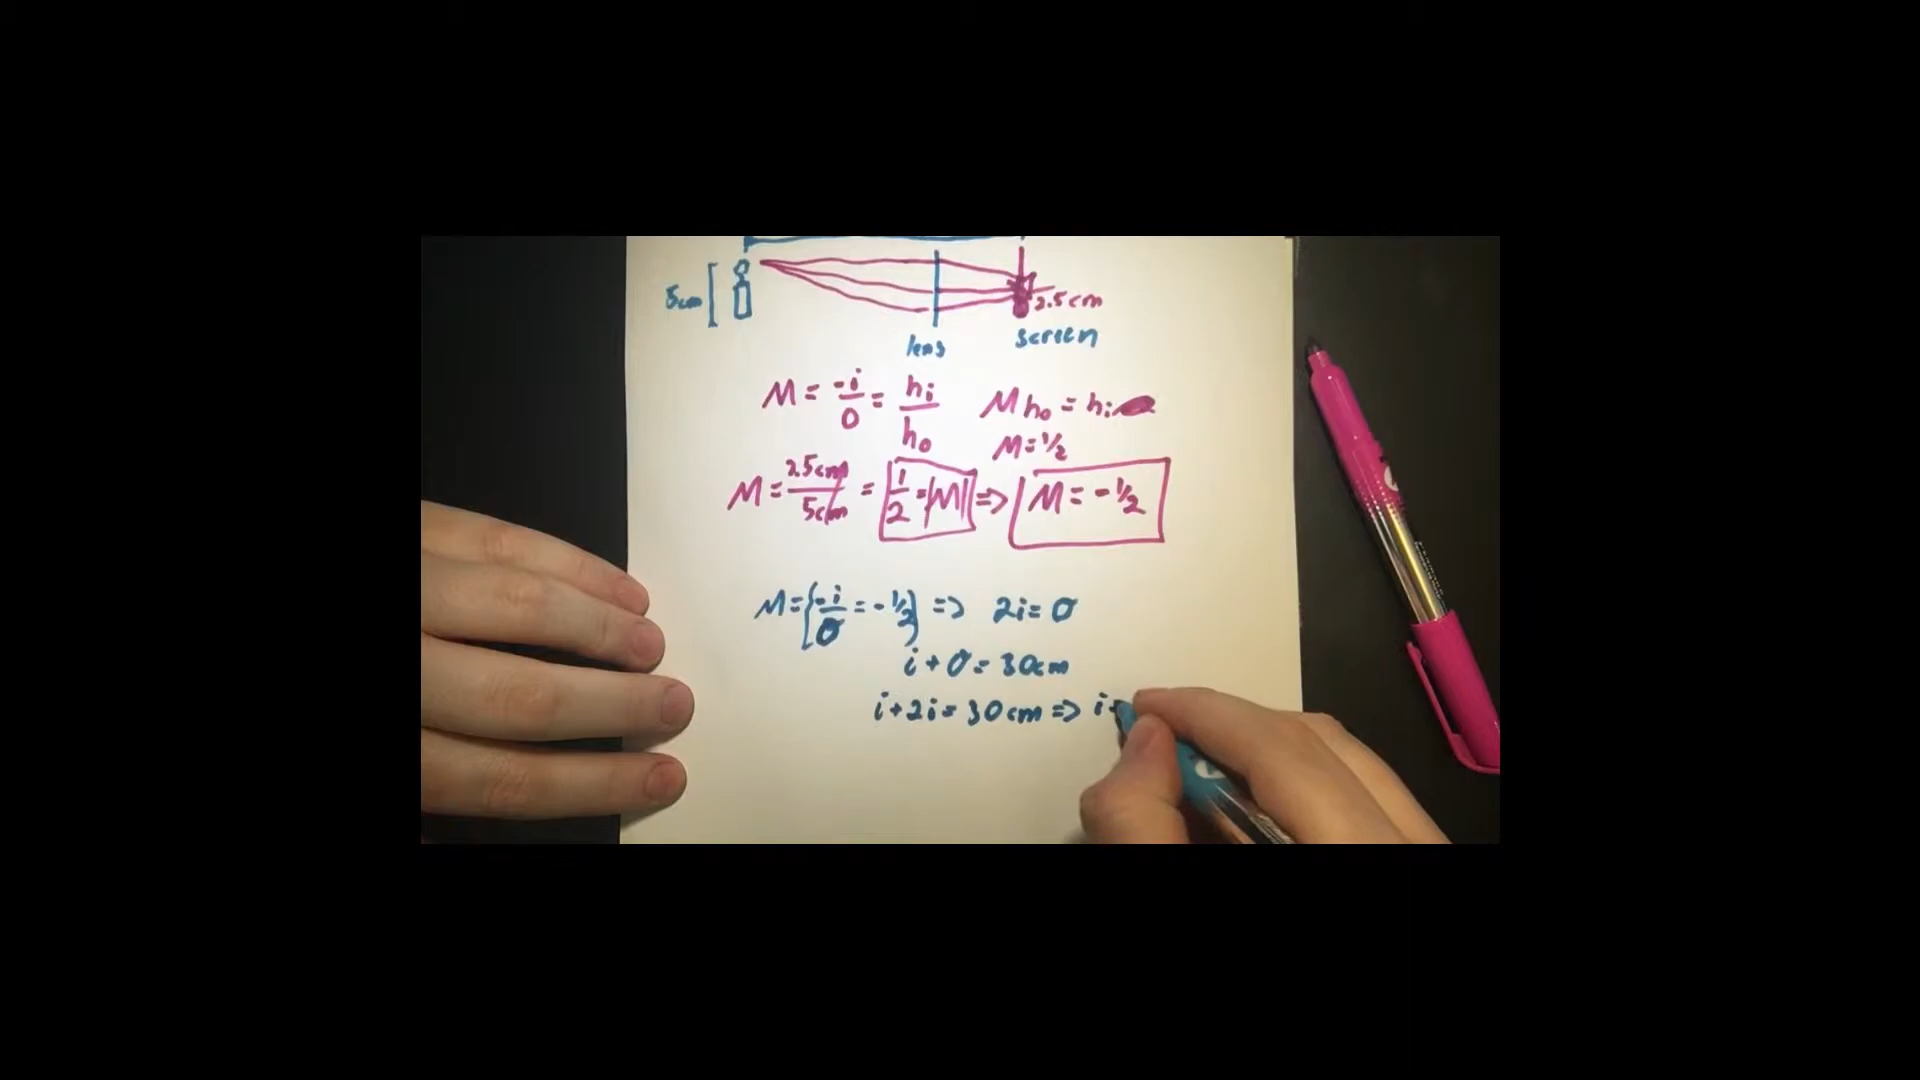 5cm
2.5cm
lens
screen
M = -i/o = hi/ho
Mho = hi
M=1/2
M = 2.5cm/5cm = 1/2 = |M| => M = -1/2
M = {-i/o = -1/2} => 2i = o
i + o = 30cm
i+2i = 30cm => i=